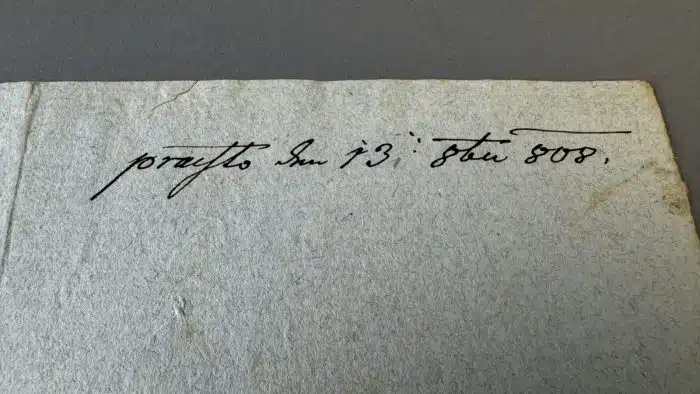 praesto den 13: 8ber 808.